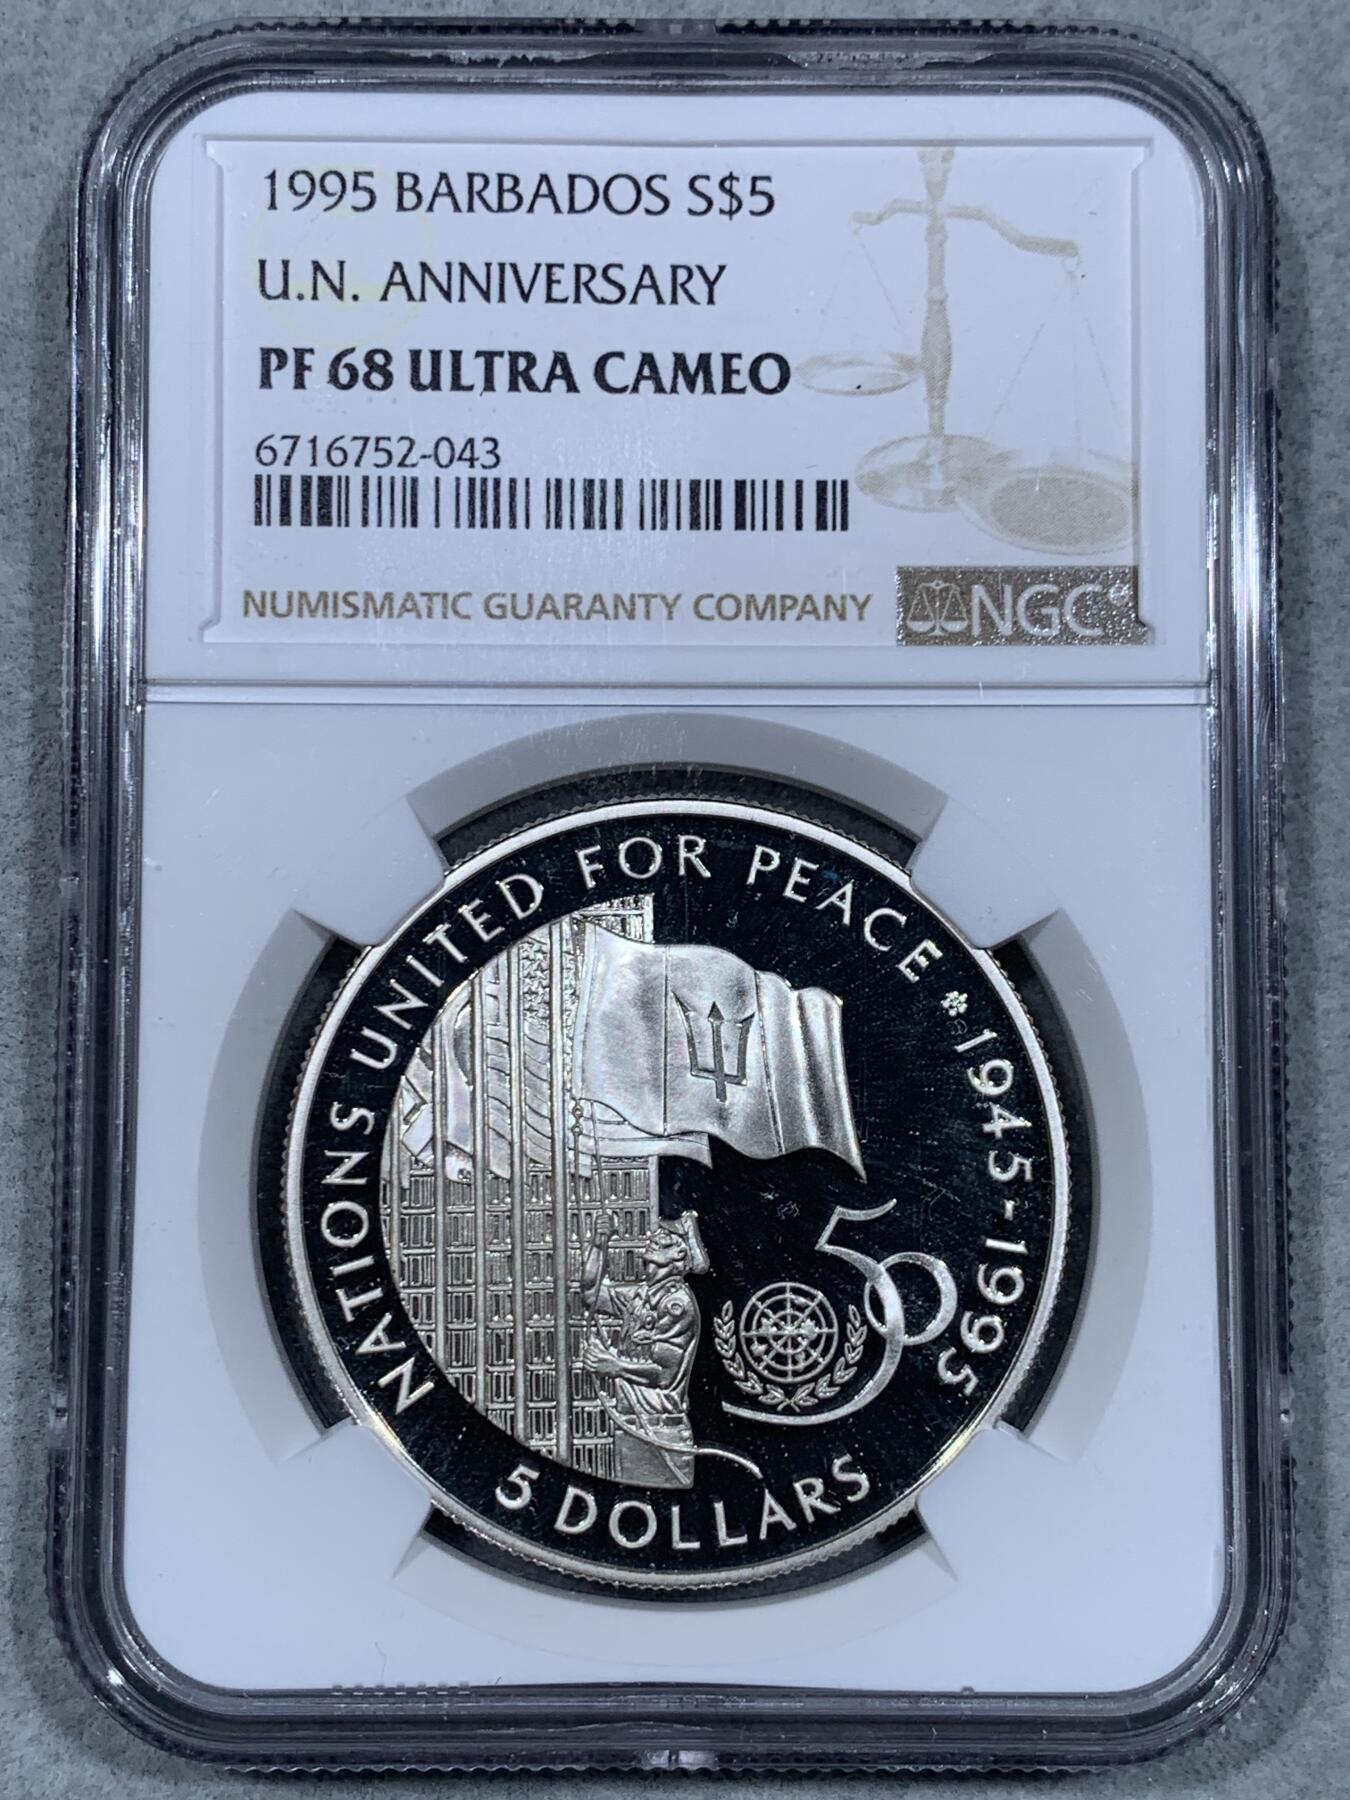 1995 BARBADOS S$5
U.N. ANNIVERSARY
PF 68 ULTRA CAMEO
6716752-043
NUMISMATIC GUARANTY COMPANY
NGC
NATIONS UNITED FOR PEACE
1945-1995
50
5 DOLLARS